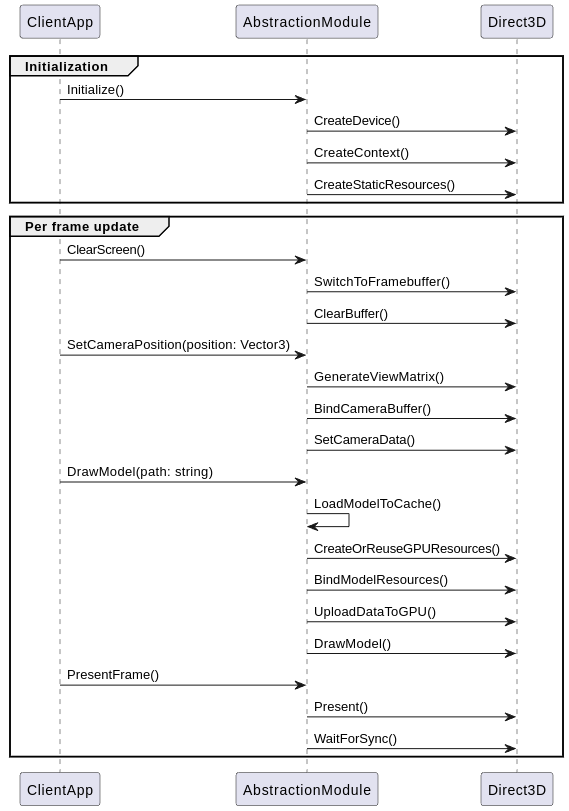 ClientApp AbstractionModule Direct3D
Initialization
Initialize()
CreateDevice()
CreateContext()
CreateStaticResources()
Per frame update
ClearScreen()
SwitchToFramebuffer()
ClearBuffer()
SetCameraPosition(position: Vector3)
GenerateViewMatrix()
BindCameraBuffer()
SetCameraData()
DrawModel(path: string)
LoadModelToCache()
CreateOrReuseGPUResources()
BindModelResources()
UploadDataToGPU()
DrawModel()
PresentFrame()
Present()
WaitForSync()
ClientApp AbstractionModule Direct3D